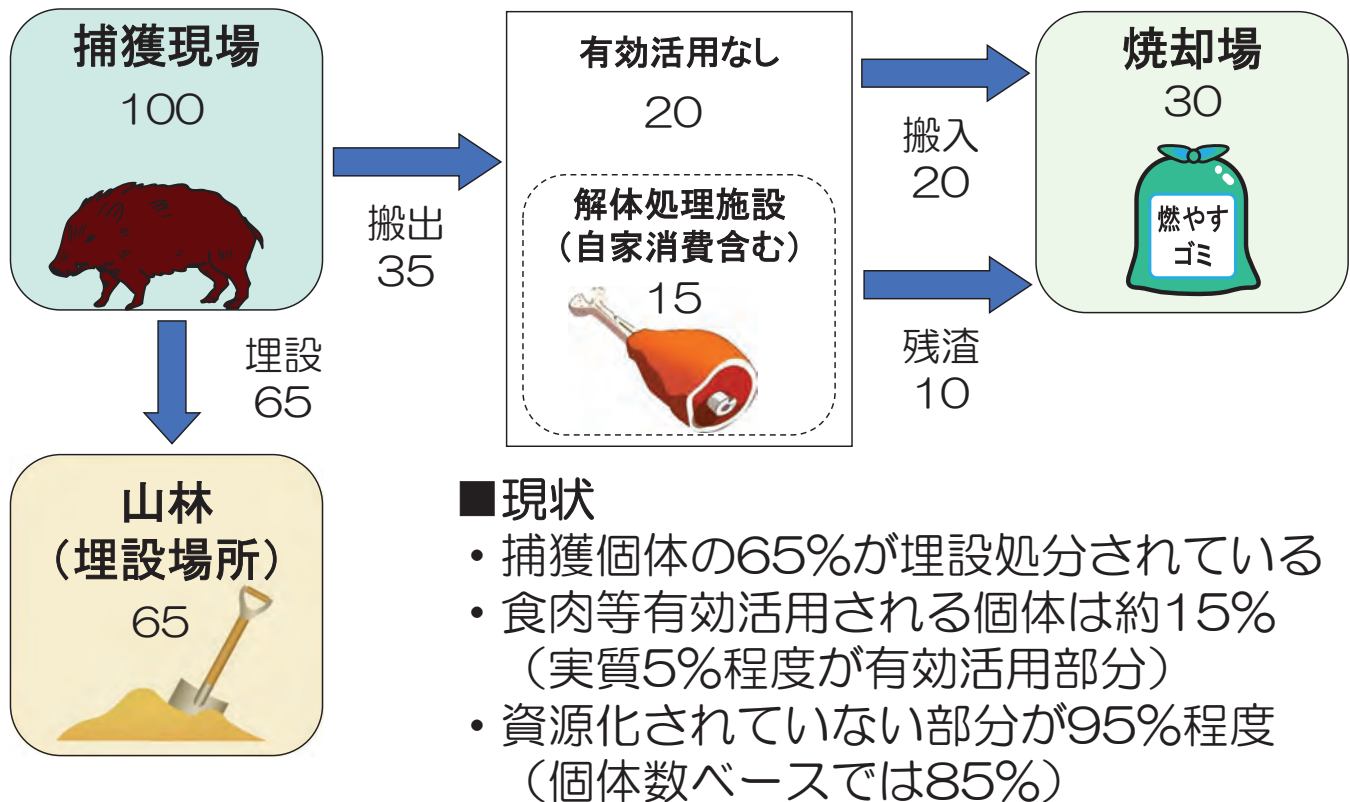 捕獲現場
100
搬出
35
埋設
65
山林
(埋設場所)
65
有効活用なし
20
解体処理施設
(自家消費含む)
15
搬入
20
残渣
10
焼却場
30
燃やす
ゴミ
■現状
・捕獲個体の65%が埋設処分されている
・食肉等有効活用される個体は約15%
(実質5%程度が有効活用部分)
・資源化されていない部分が95%程度
(個体数ベースでは85%)